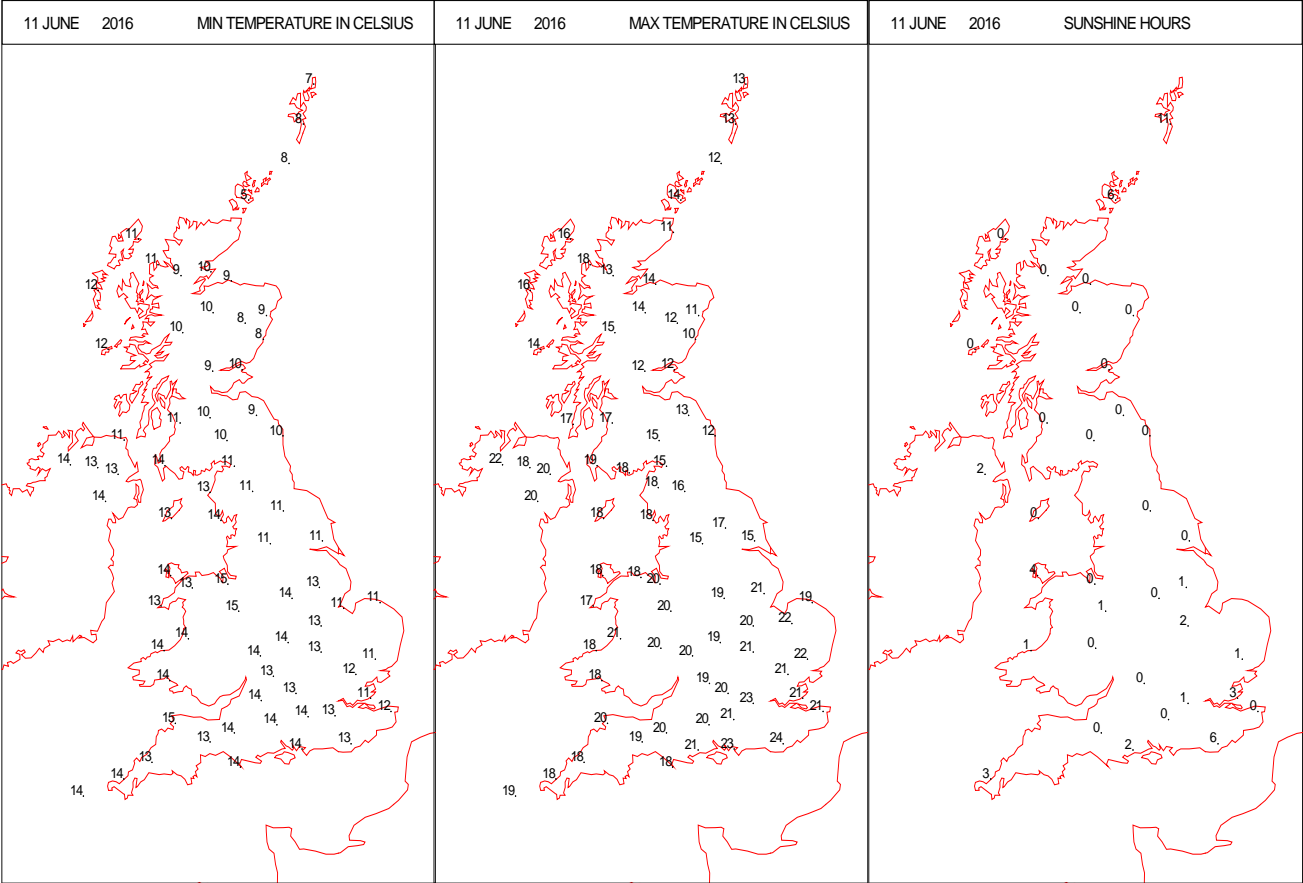 11 JUNE 2016 MIN TEMPERATURE IN CELSIUS
7
8
8
5
11
11
9 10 9
12
10 9
8
10 8
12
9 10
11 10 9
11 10 10
14 13 13 14 11
14 13 11
13 14 11
11 11
14 13 15 13
13 15 14 11 11
13
14 14 14 13
14 11
14 13 12
14 13 11
15 14 14 13 12
13 14 14 13
13 14
14
14
11 JUNE 2016 MAX TEMPERATURE IN CELSIUS
13
13
12
14
11
16
18 13
16 14
14 12 11
15 10
14
12 12
17 17 13
15 12
22 18 20 19 18 15
20 18 16
18 18 17
15 15
18 18 20 21
17 20 19 19
20 22
18 21 20 20 19 21 22
18 19 21
20 23 21
20 20 21 21
19 20
18 21 23 24
18 18
19
11 JUNE 2016 SUNSHINE HOURS
11
6
0
0 0
0 0
0
0
0 0
0 0
2
0 0
0
4 0 1
1 0
2
1 0 1
0
1 3 0
0 0
2 6
3